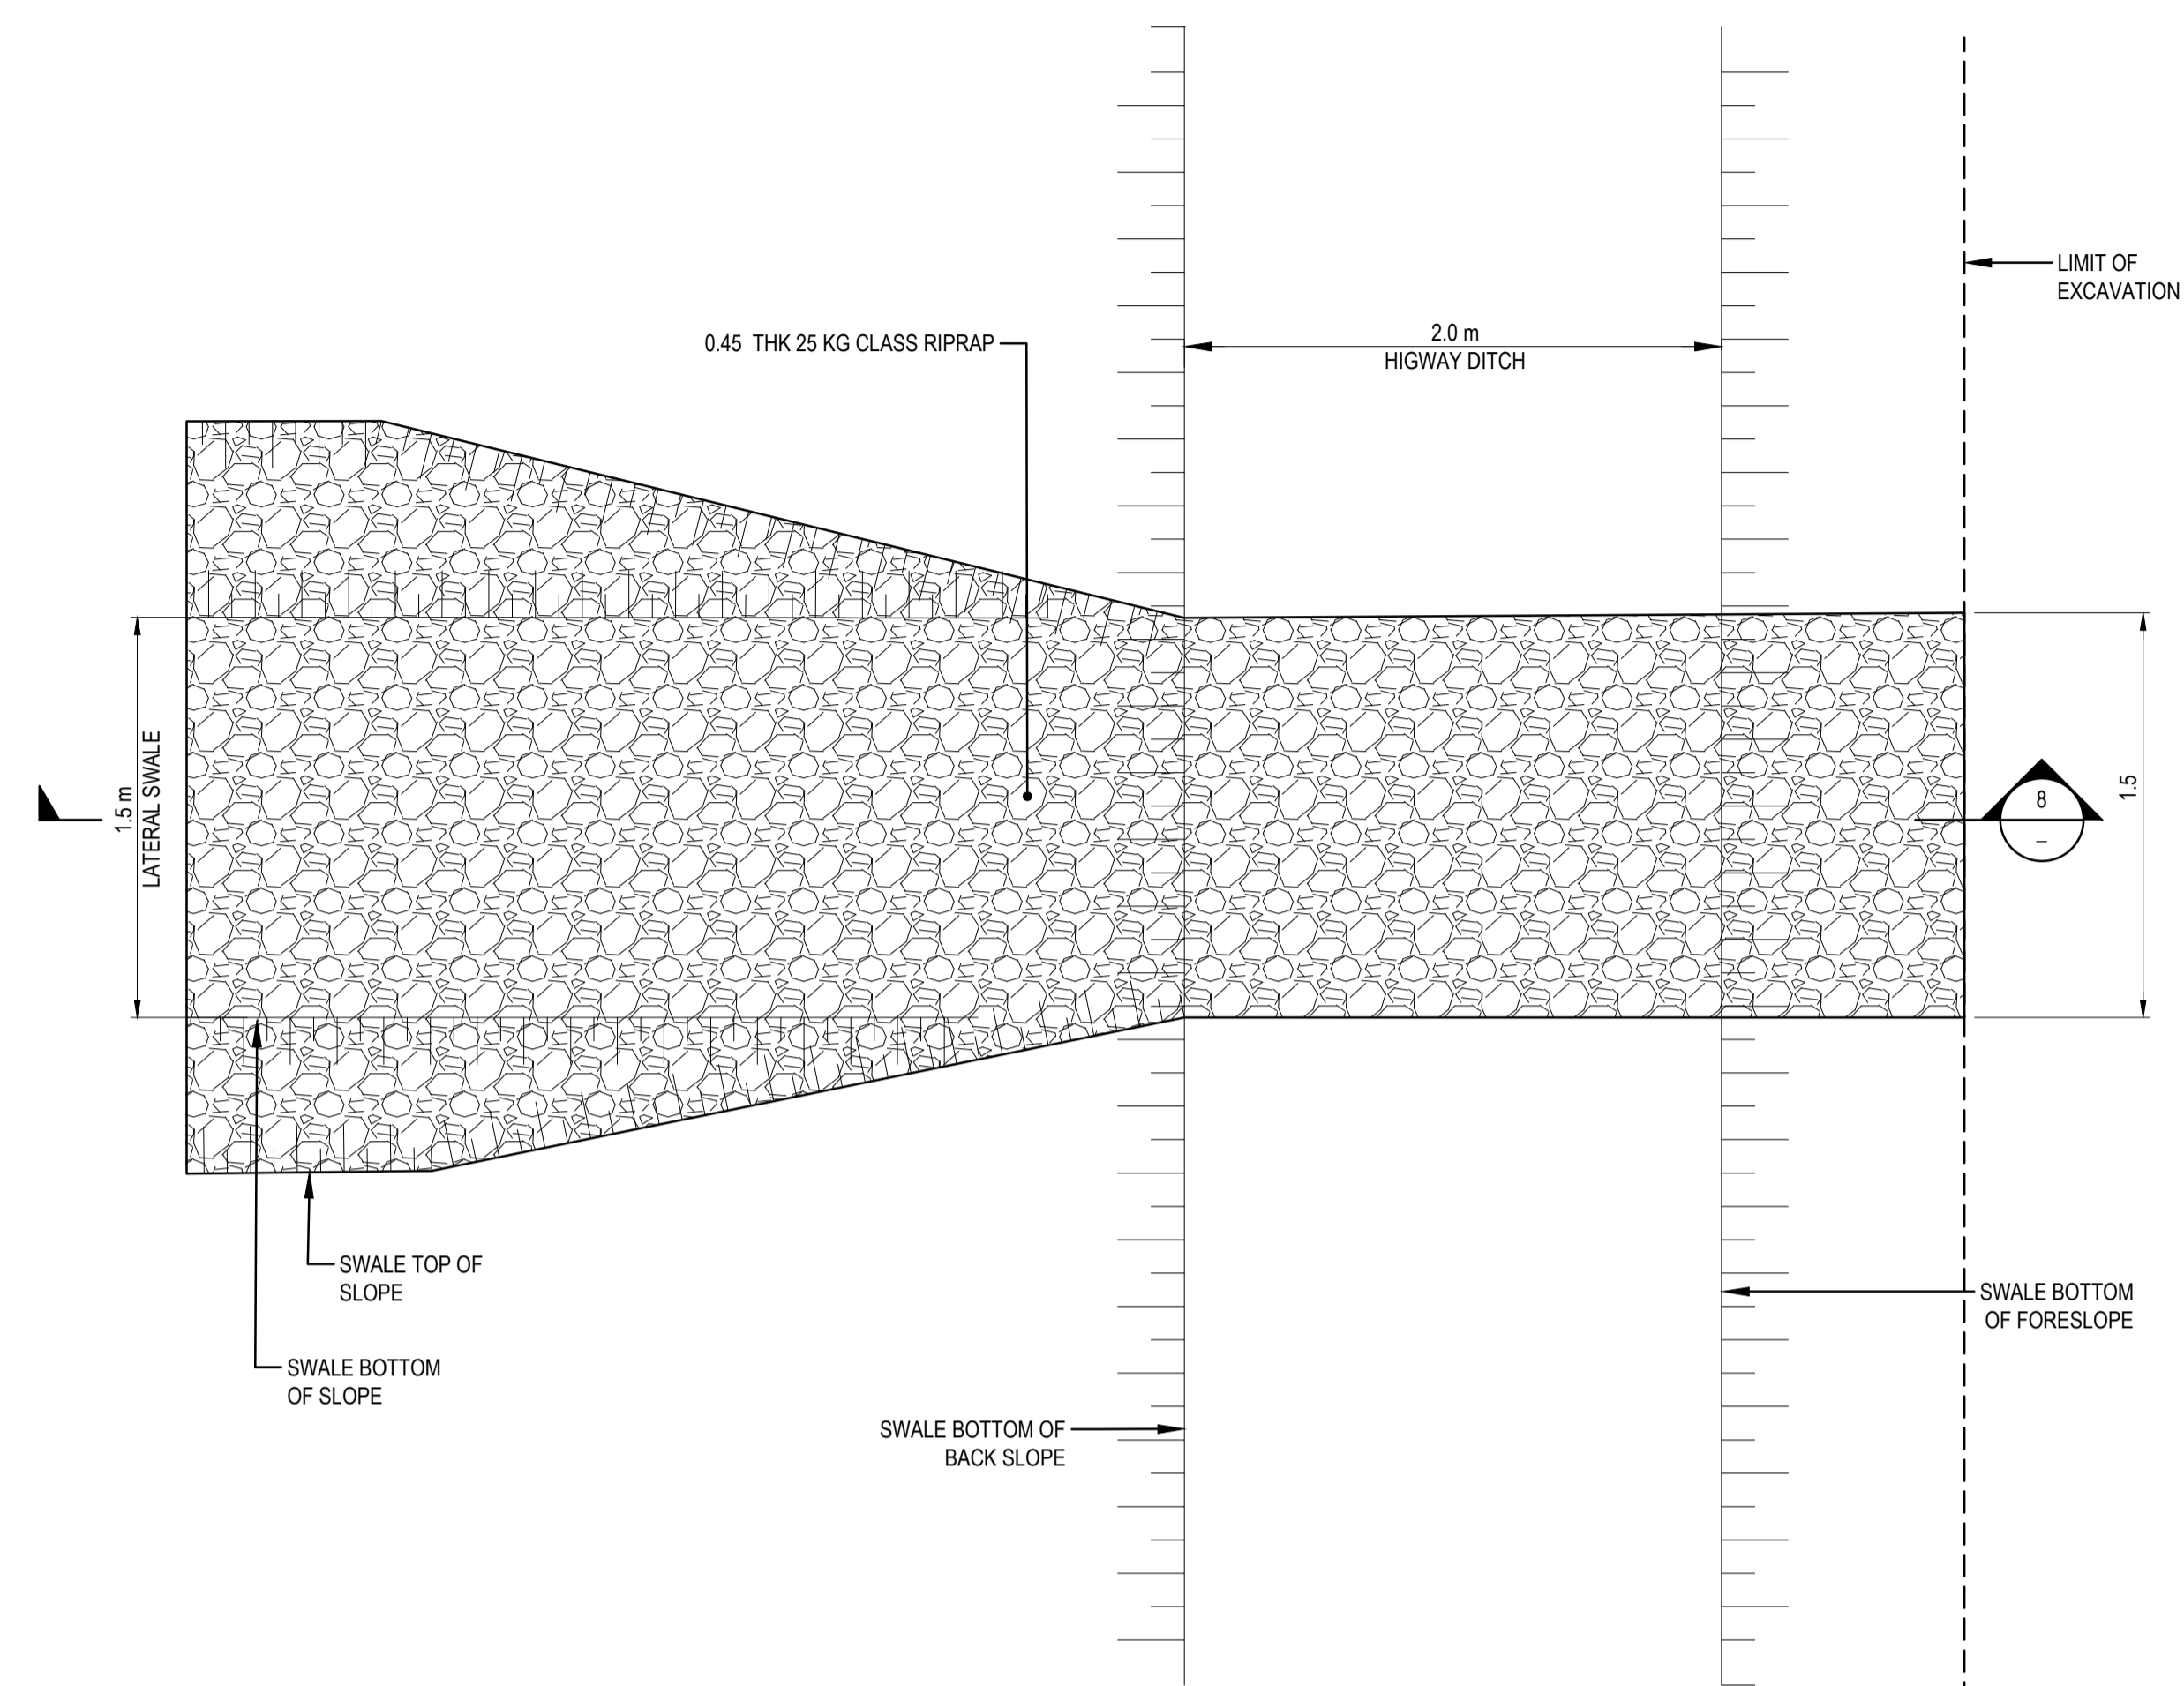 LIMIT OF
EXCAVATION
2.0 m
HIGWAY DITCH
0.45 THK 25 KG CLASS RIPRAP
1.5 m
LATERAL SWALE
8
–
1.5
SWALE TOP OF
SLOPE
SWALE BOTTOM
OF FORESLOPE
SWALE BOTTOM
OF SLOPE
SWALE BOTTOM OF
BACK SLOPE